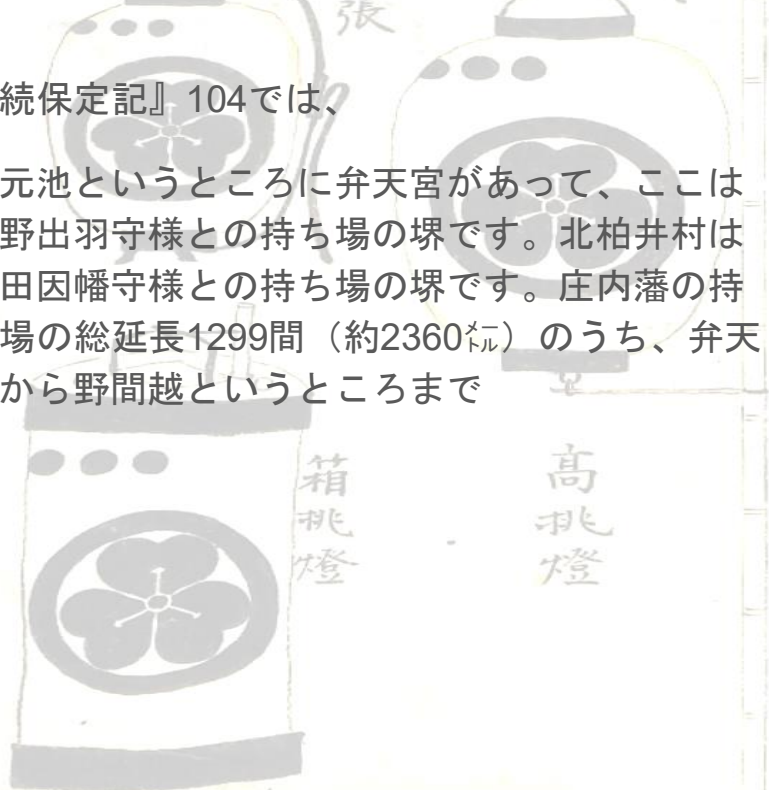 張
続保定記』104では、
元池というところに弁天宮があって、ここは
野出羽守様との持ち場の堺です。北柏井村は
田因幡守様との持ち場の堺です。庄内藩の持
場の総延長1299間（約2360㍍）のうち、弁天
から野間越というところまで
高挑燈
箱挑燈